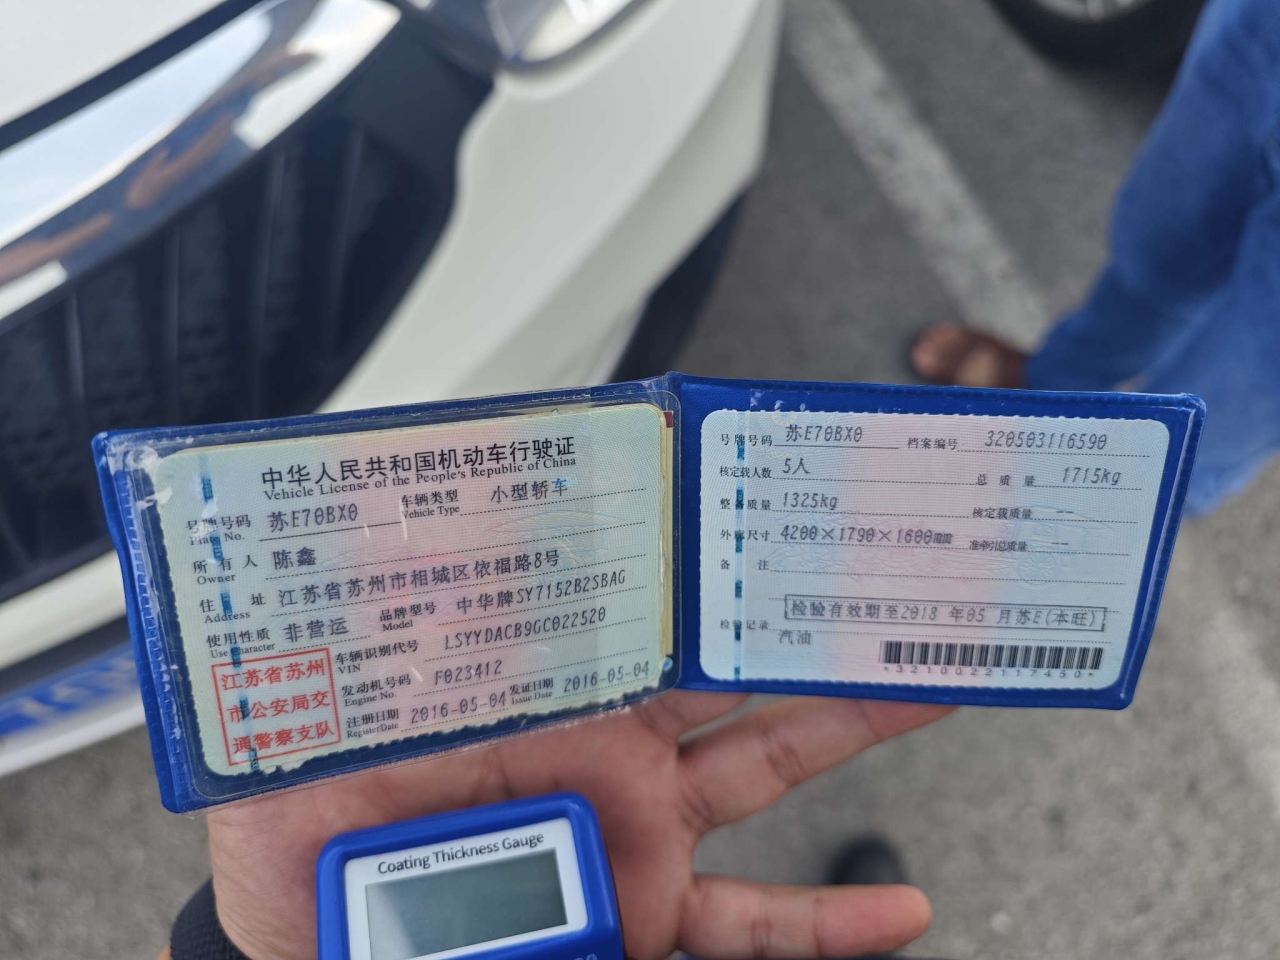 中华人民共和国机动车行驶证
Vehicle License of the People's Republic of China
号牌号码 苏E70BX0 车辆类型 小型轿车
Plate No. Vehicle Type
所有人 陈鑫
Owner
住址 江苏省苏州市相城区依福路8号
Address
使用性质 非营运 品牌型号 中华牌SY7152B2SBAG
Use Character Model
江苏省苏州
市公安局交
通警察支队
车辆识别代号 LSYYDACB9GC022520
VIN
发动机号码 F023412
Engine No.
注册日期 2016-05-04 发证日期 2016-05-04
Register Date Issue Date
号牌号码 苏E70BX0 档案编号 320503116590
核定载人数 5人 总质量 1715kg
整备质量 1325kg 核定载质量 --
外廓尺寸 4200×1790×1600 准牵引总质量 --
备注
检验有效期至2018 年05 月苏E(本旺)
检验记录
汽油
*3210022117450*
Coating Thickness Gauge